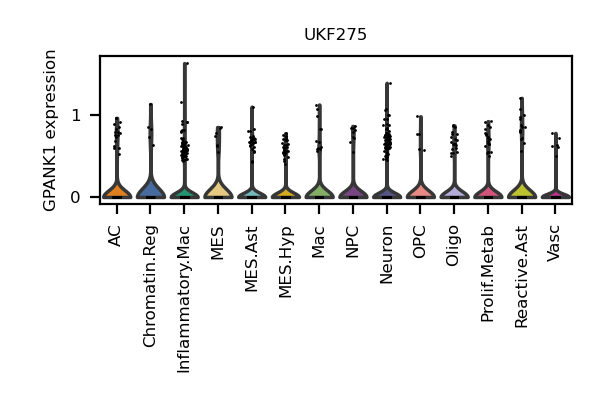 UKF275
GPANK1 expression
1
0
AC
Chromatin.Reg
Inflammatory.Mac
MES
MES.Ast
MES.Hyp
Mac
NPC
Neuron
OPC
Oligo
Prolif.Metab
Reactive.Ast
Vasc